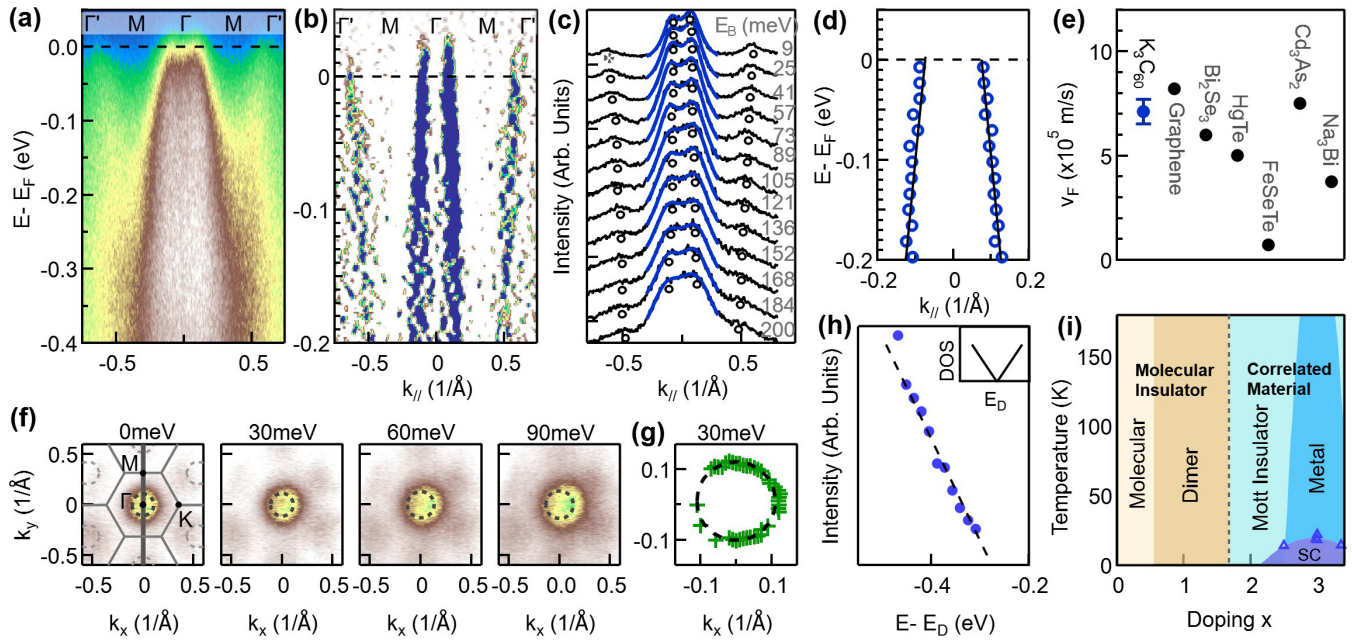 (a) Γ' M Γ M Γ'
0.0
-0.1
-0.2
-0.3
-0.4
E- E_F (eV)
-0.5 0 0.5
k_// (1/Å)
(b) Γ' M Γ M Γ'
0
-0.1
-0.2
-0.5 0 0.5
k_// (1/Å)
(c) E_B (meV)
9
25
41
57
73
89
105
121
136
152
168
184
200
Intensity (Arb. Units)
-0.5 0 0.5
k_// (1/Å)
(d)
0
-0.1
-0.2
E- E_F (eV)
-0.2 0 0.2
k_// (1/Å)
(e)
10
5
0
v_F (x10^5 m/s)
K_3C_60
Graphene
Bi_2Se_3
HgTe
FeSeTe
Cd_3As_2
Na_3Bi
(f) 0meV 30meV 60meV 90meV
0.5
0
-0.5
k_y (1/Å)
M
Γ
K
-0.5 0 0.5
-0.5 0 0.5
-0.5 0 0.5
-0.5 0 0.5
k_x (1/Å)
k_x (1/Å)
k_x (1/Å)
k_x (1/Å)
(g) 30meV
0.1
-0.1
-0.1 0 0.1
k_x (1/Å)
(h)
Intensity (Arb. Units)
DOS
E_D
-0.4 -0.2
E- E_D (eV)
(i)
150
100
50
0
Temperature (K)
Molecular
Insulator
Correlated
Material
Molecular
Dimer
Mott Insulator
Metal
SC
0 1 2 3
Doping x